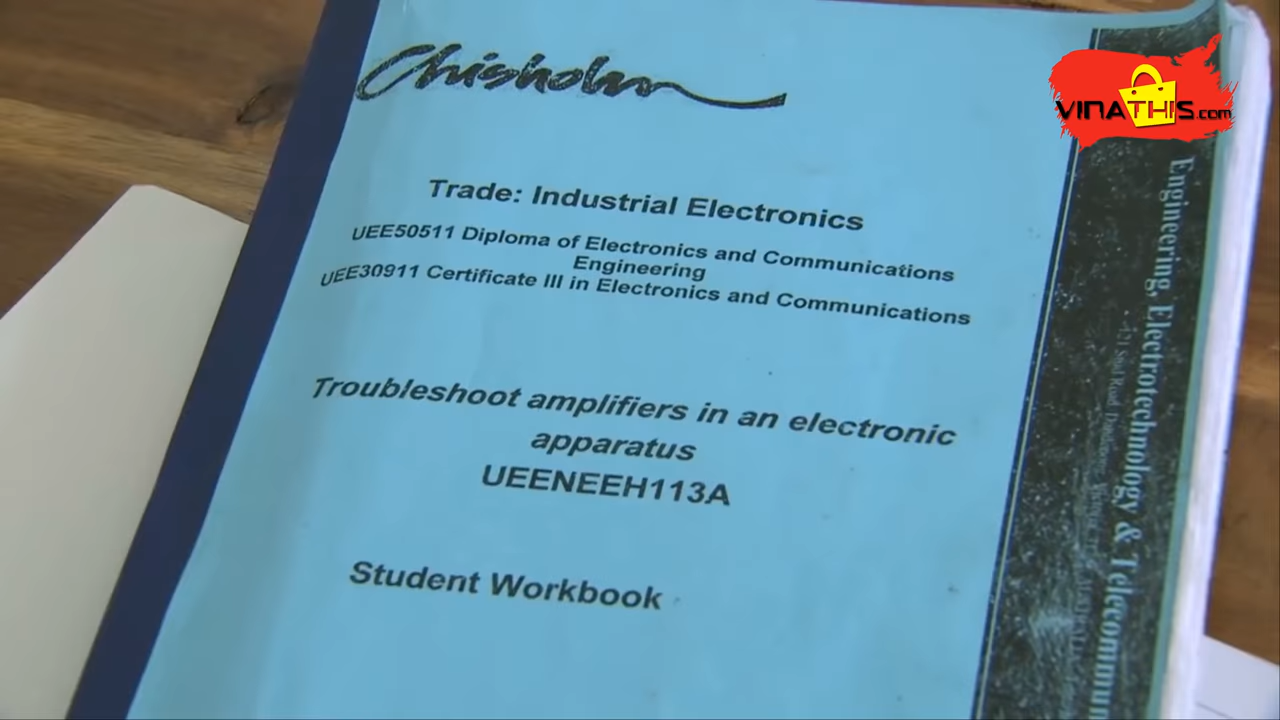 Chisholm
VINATHIS.com
Trade: Industrial Electronics
UEE50511 Diploma of Electronics and Communications
Engineering
UEE30911 Certificate III in Electronics and Communications
Troubleshoot amplifiers in an electronic
apparatus
UEENEEH113A
Student Workbook
Engineering, Electrotechnology &